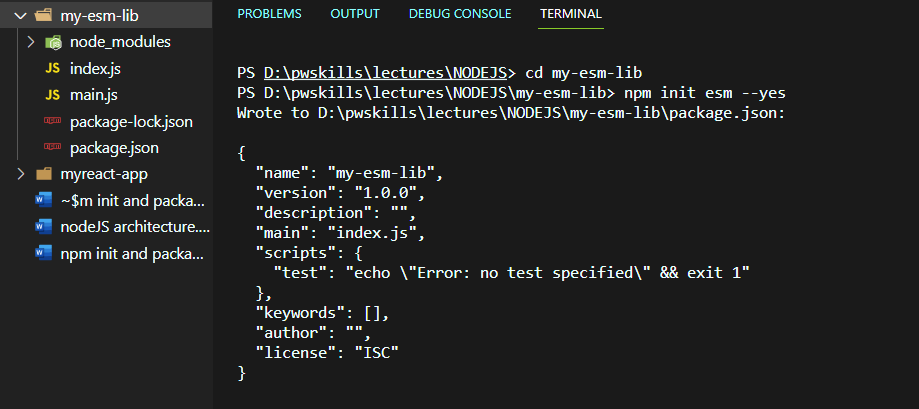 my-esm-lib
node_modules
JS index.js
JS main.js
package-lock.json
package.json
myreact-app
~$m init and packa...
nodeJS architecture....
npm init and packa...
PROBLEMS OUTPUT DEBUG CONSOLE TERMINAL
PS D:\pwskills\lectures\NODEJS> cd my-esm-lib
PS D:\pwskills\lectures\NODEJS\my-esm-lib> npm init esm --yes
Wrote to D:\pwskills\lectures\NODEJS\my-esm-lib\package.json:
{
  "name": "my-esm-lib",
  "version": "1.0.0",
  "description": "",
  "main": "index.js",
  "scripts": {
    "test": "echo \"Error: no test specified\" && exit 1"
  },
  "keywords": [],
  "author": "",
  "license": "ISC"
}